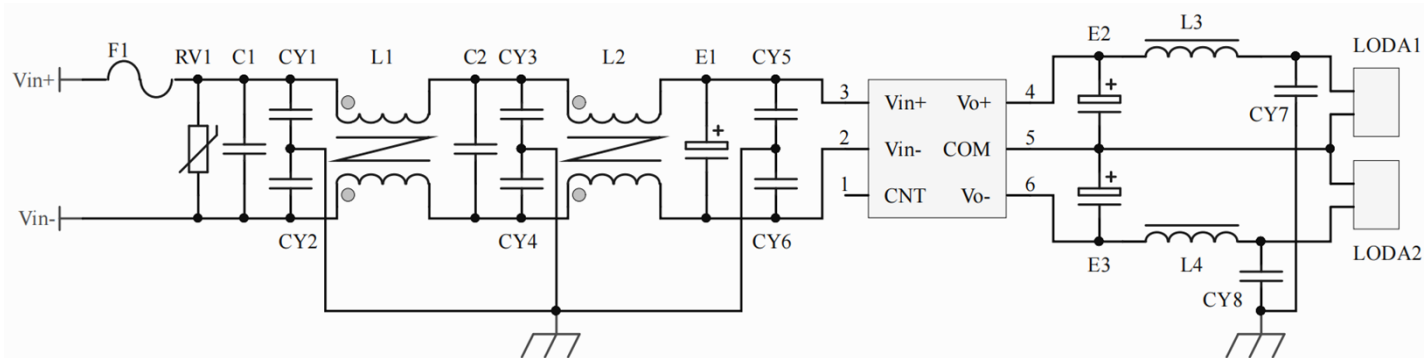 F1
RV1 C1 CY1 L1 C2 CY3 L2 E1 CY5
Vin+
E2 L3 LODA1
+
CY7
3 Vin+ Vo+ 4
2 Vin- COM 5
1 CNT Vo- 6
+
+
Vin-
CY2 CY4 CY6
E3 L4 LODA2
CY8